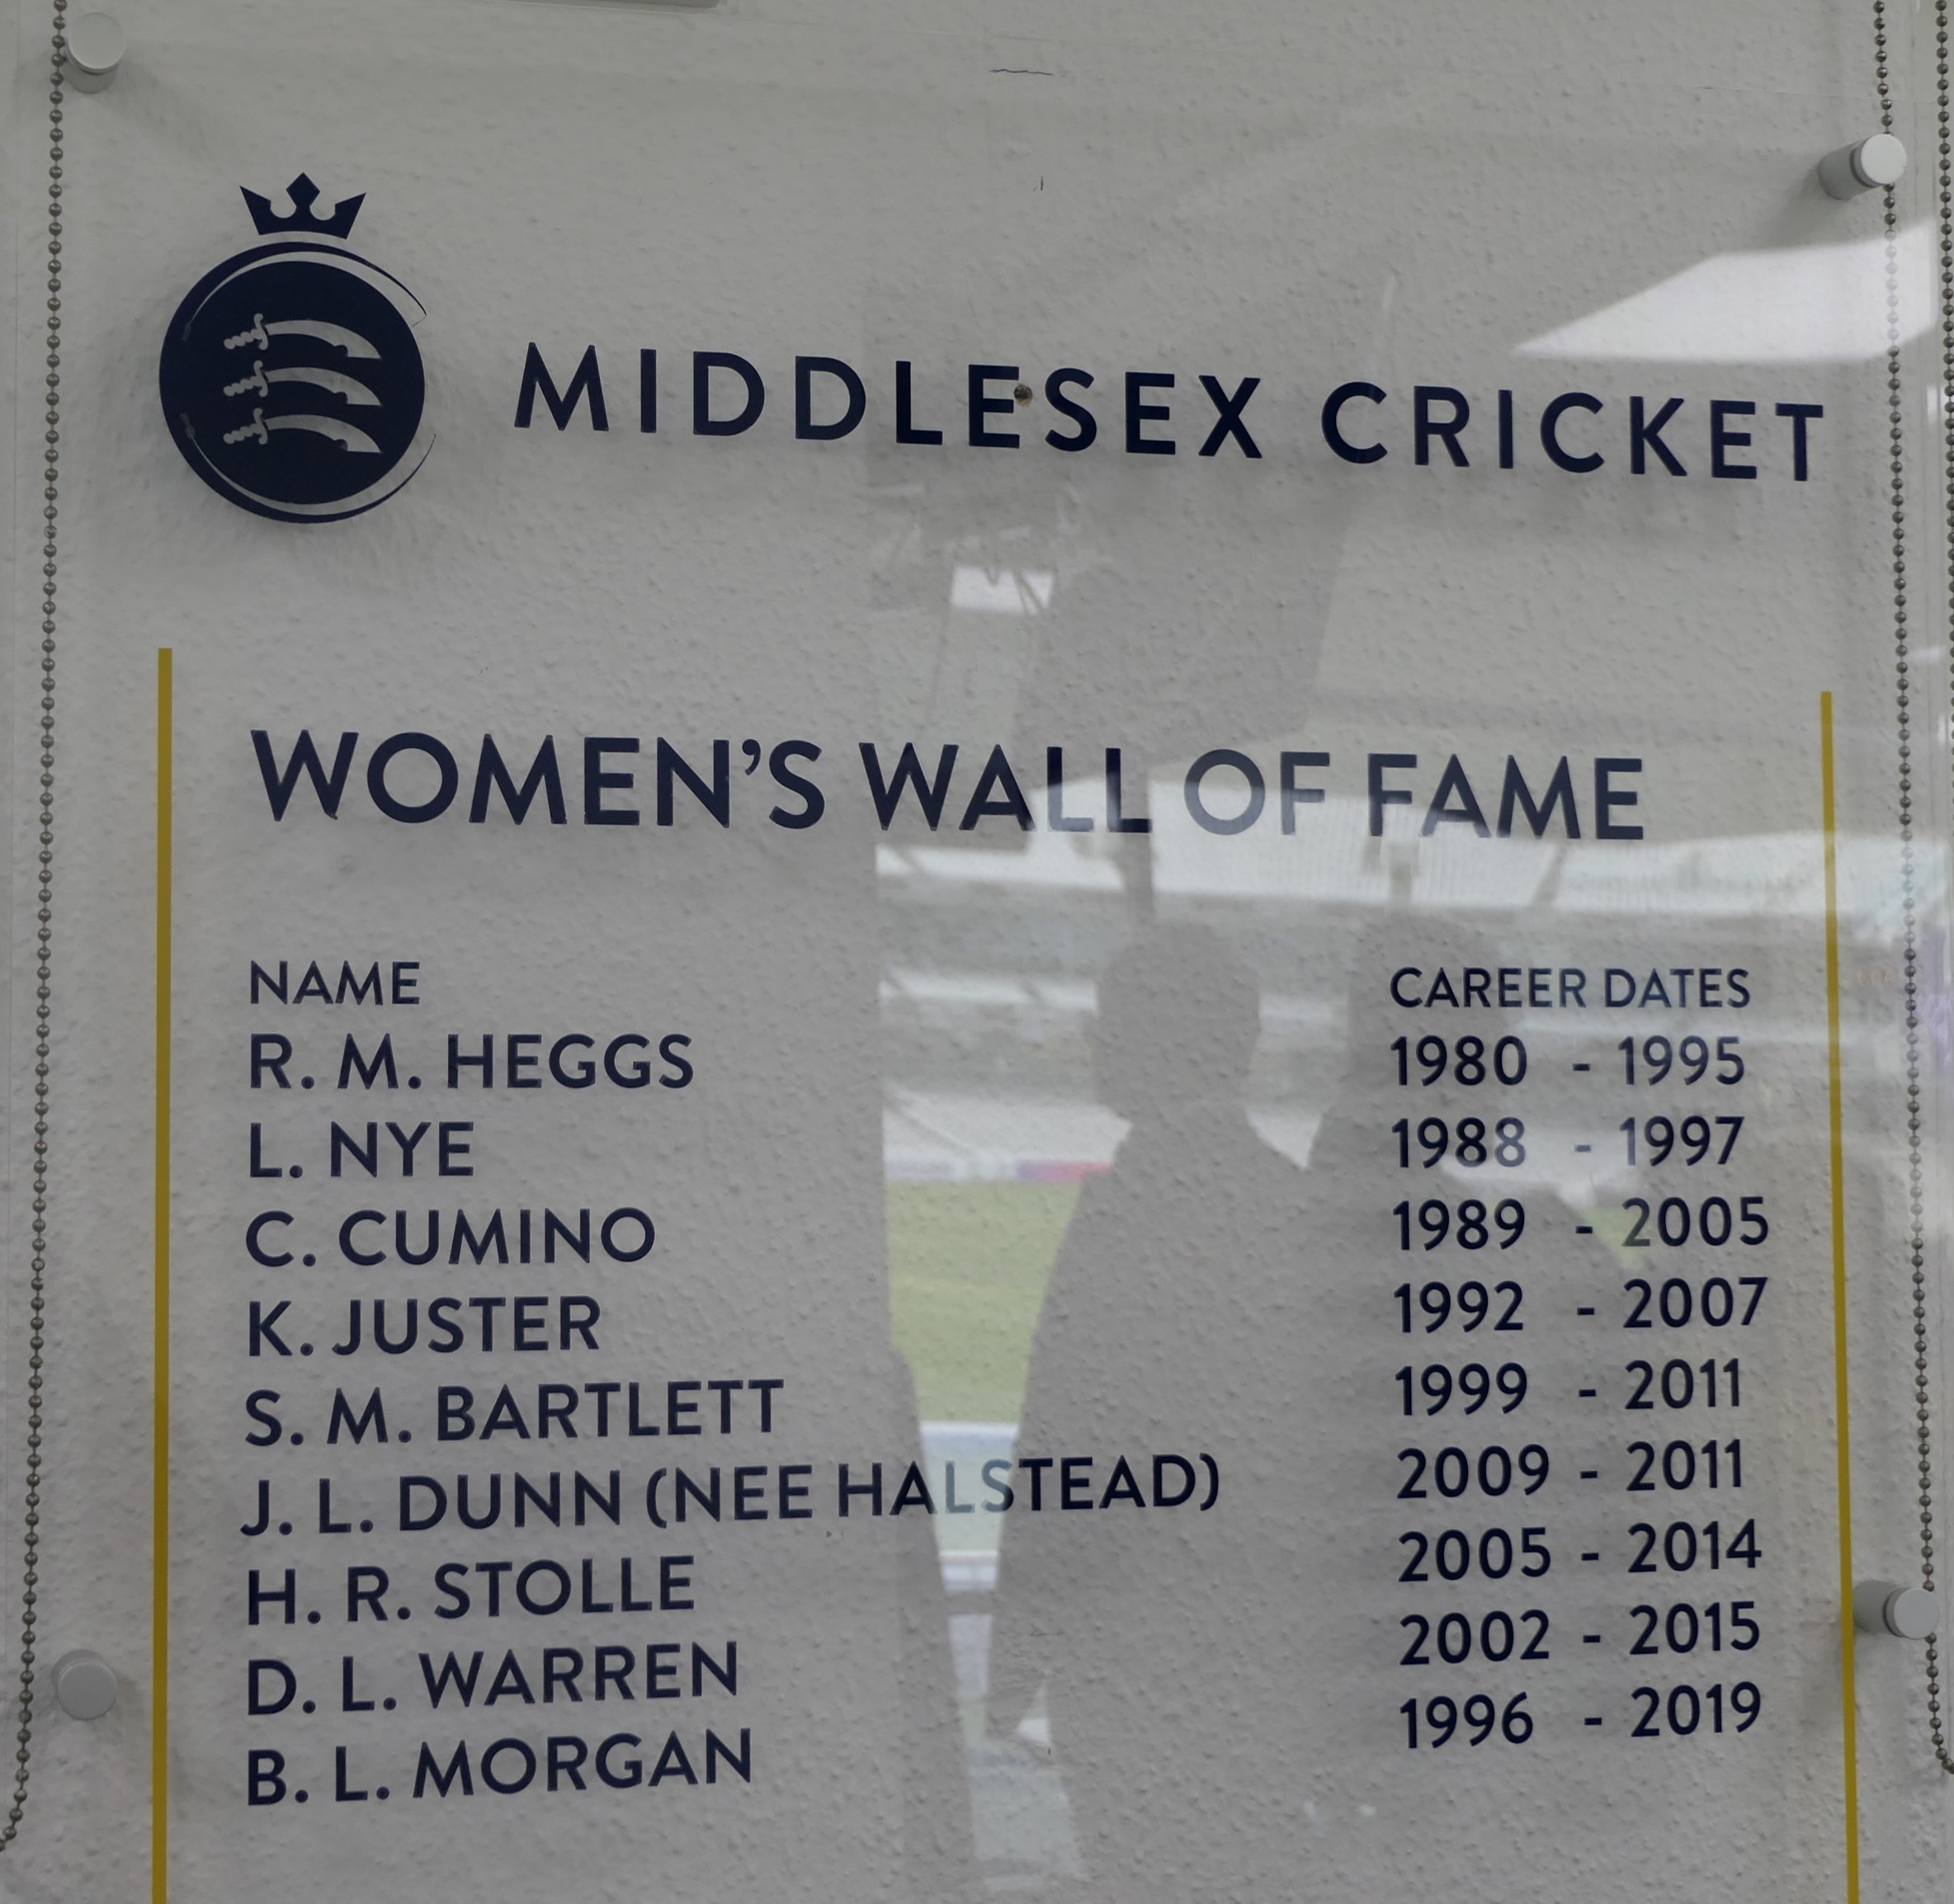 MIDDLESEX CRICKET
WOMEN'S WALL OF FAME
NAME CAREER DATES
R. M. HEGGS 1980 - 1995
L. NYE 1988 - 1997
C. CUMINO 1989 - 2005
K. JUSTER 1992 - 2007
S. M. BARTLETT 1999 - 2011
J. L. DUNN (NEE HALSTEAD) 2009 - 2011
H. R. STOLLE 2005 - 2014
D. L. WARREN 2002 - 2015
B. L. MORGAN 1996 - 2019